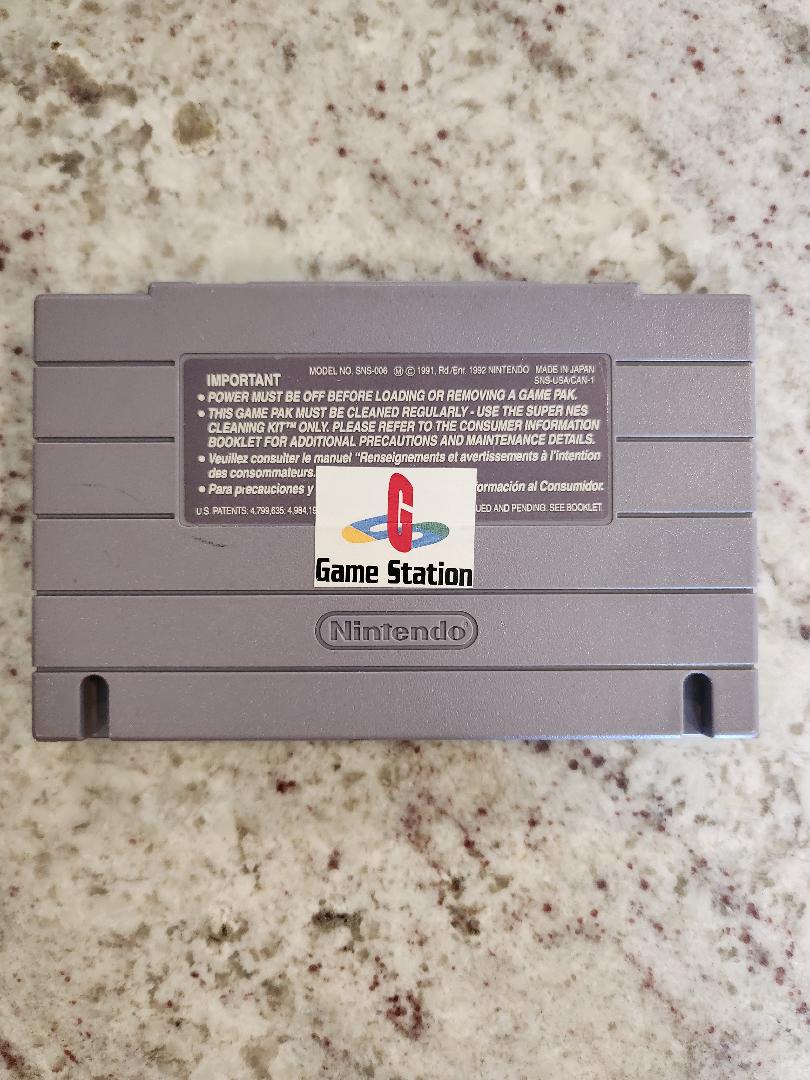 IMPORTANT
MODEL NO. SNS-006 Ⓜ © 1991, Rd./Enr. 1992 NINTENDO MADE IN JAPAN
SNS-USA/CAN-1
• POWER MUST BE OFF BEFORE LOADING OR REMOVING A GAME PAK.
• THIS GAME PAK MUST BE CLEANED REGULARLY - USE THE SUPER NES
CLEANING KIT™ ONLY. PLEASE REFER TO THE CONSUMER INFORMATION
BOOKLET FOR ADDITIONAL PRECAUTIONS AND MAINTENANCE DETAILS.
• Veuillez consulter le manuel "Renseignements et avertissements à l'intention
des consommateurs.
• Para precauciones y formación al Consumidor.
U.S. PATENTS: 4,799,635; 4,984,19 UED AND PENDING. SEE BOOKLET
G
Game Station
Nintendo®